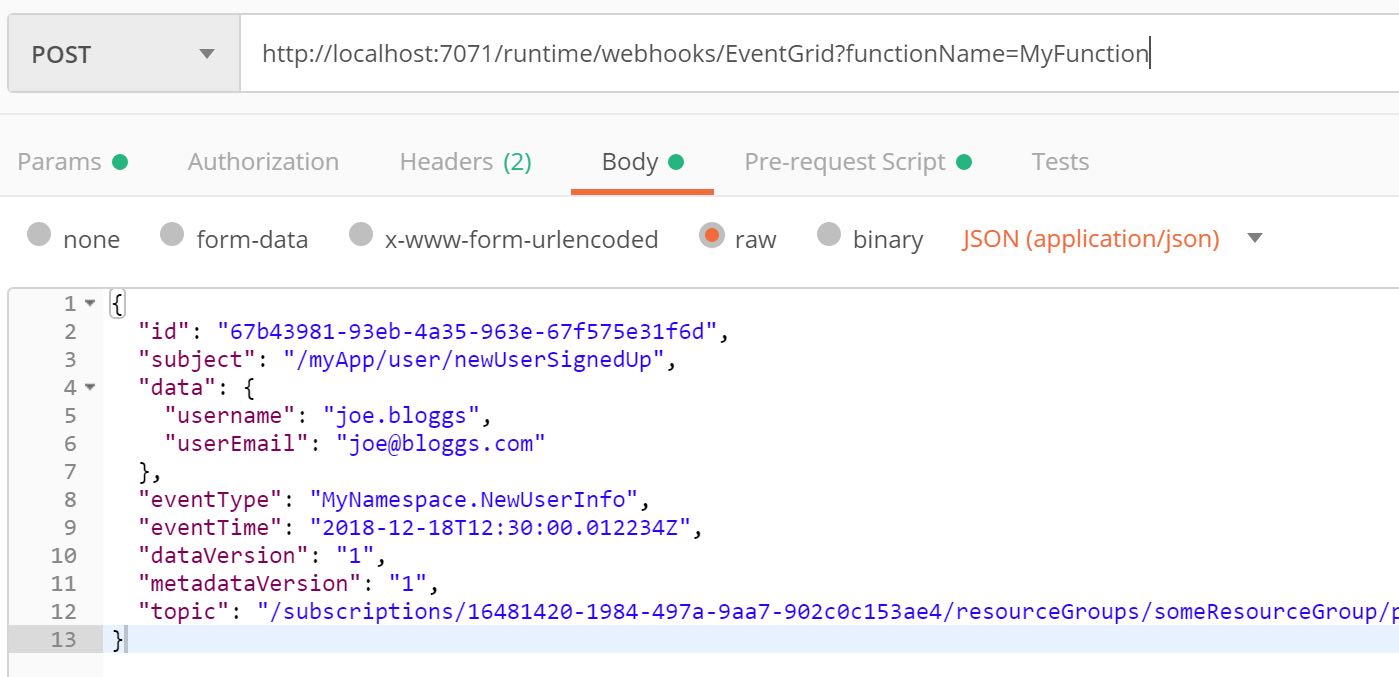 POST http://localhost:7071/runtime/webhooks/EventGrid?functionName=MyFunction
Params Authorization Headers (2) Body Pre-request Script Tests
none form-data x-www-form-urlencoded raw binary JSON (application/json)
1 {
2 "id": "67b43981-93eb-4a35-963e-67f575e31f6d",
3 "subject": "/myApp/user/newUserSignedUp",
4 "data": {
5 "username": "joe.bloggs",
6 "userEmail": "joe@bloggs.com"
7 },
8 "eventType": "MyNamespace.NewUserInfo",
9 "eventTime": "2018-12-18T12:30:00.012234Z",
10 "dataVersion": "1",
11 "metadataVersion": "1",
12 "topic": "/subscriptions/16481420-1984-497a-9aa7-902c0c153ae4/resourceGroups/someResourceGroup/p
13 }